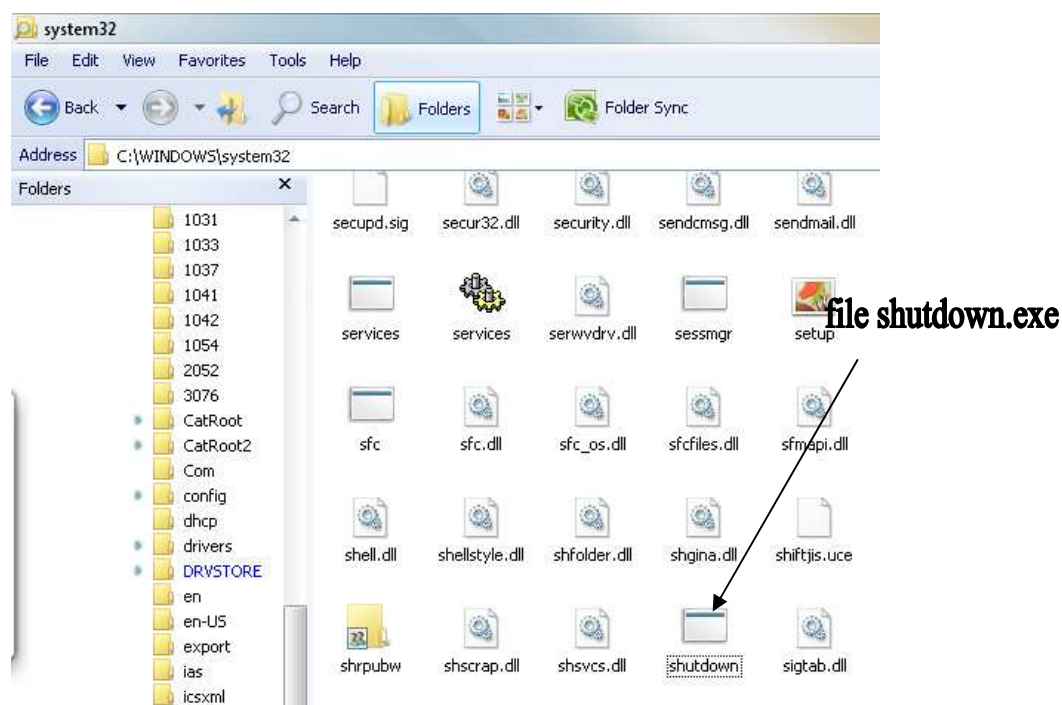 system32
File Edit View Favorites Tools Help
Back Search Folders Folder Sync
Address C:\WINDOWS\system32
Folders x
1031
1033
1037
1041
1042
1054
2052
3076
CatRoot
CatRoot2
Com
config
dhcp
drivers
DRVSTORE
en
en-US
export
ias
icsxml
secupd.sig secur32.dll security.dll sendcmsg.dll sendmail.dll
services services serwvdrv.dll sessmgr setup
file shutdown.exe
sfc sfc.dll sfc_os.dll sfcfiles.dll sfmapi.dll
shell.dll shellstyle.dll shfolder.dll shgina.dll shiftjis.uce
shrpubw shscrap.dll shsvcs.dll shutdown sigtab.dll